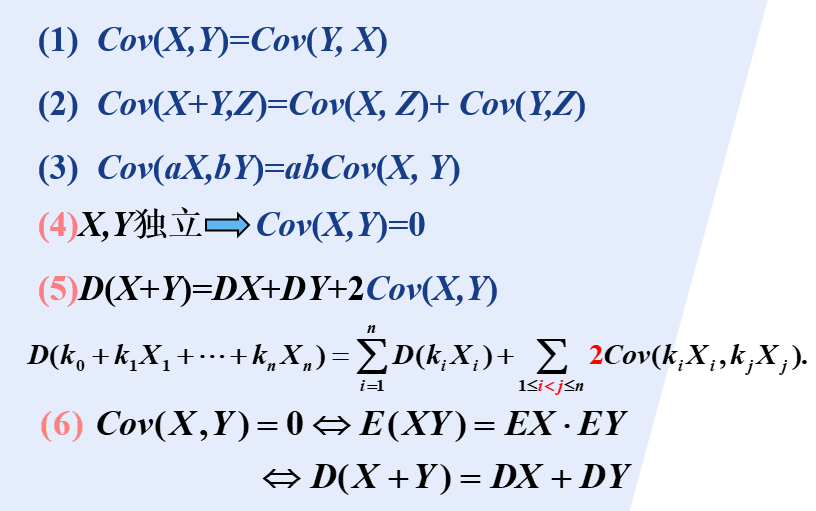 (1) Cov(X,Y)=Cov(Y, X)
(2) Cov(X+Y,Z)=Cov(X, Z)+ Cov(Y,Z)
(3) Cov(aX,bY)=abCov(X, Y)
(4)X,Y独立⇒Cov(X,Y)=0
(5)D(X+Y)=DX+DY+2Cov(X,Y)
D(k₀+k₁X₁+⋯+kₙXₙ)=∑ᵢ₌₁ⁿD(kᵢXᵢ)+∑_{1≤i<j≤n} 2Cov(kᵢXᵢ,kⱼXⱼ).
(6) Cov(X,Y)=0⇔E(XY)=EX·EY
⇔D(X+Y)=DX+DY